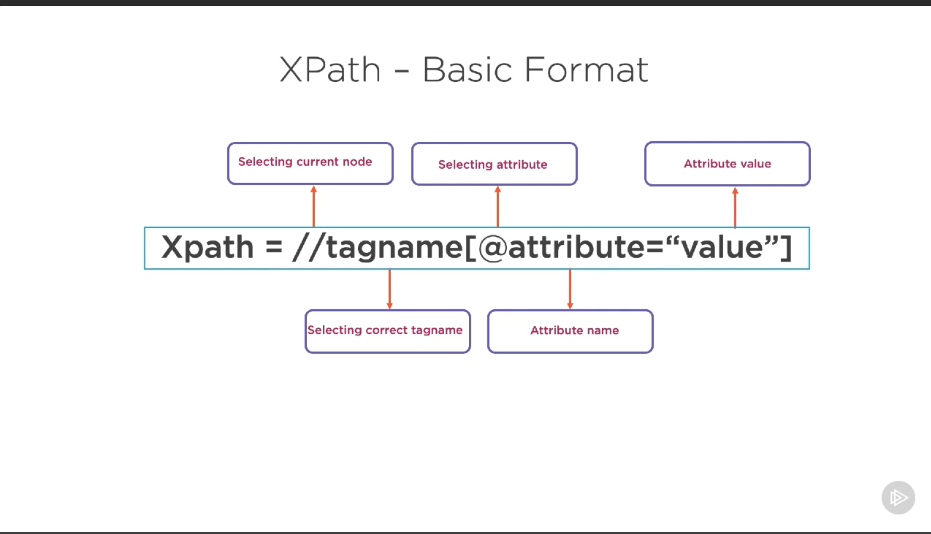 XPath – Basic Format
Selecting current node
Selecting attribute
Attribute value
Xpath = //tagname[@attribute=“value”]
Selecting correct tagname
Attribute name